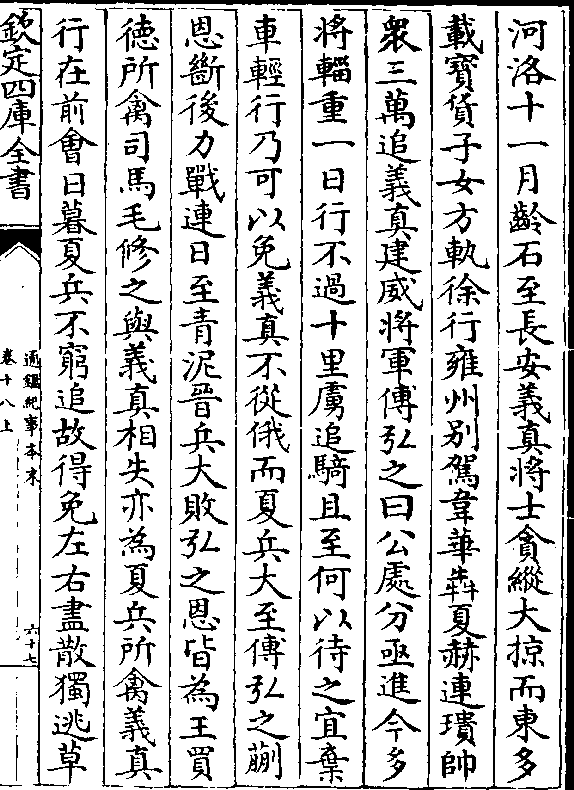 河洛十一月齡石至長安義真將士貪縱大掠而東多
載寳貨子女方軌徐行雍州别駕韋華犇夏赫連璝帥
衆三萬追義真建威將軍傅弘之曰公處分亟進今多
將輜重一日行不過十里虜追騎且至何以待之宜棄
車輕行乃可以免義真不從俄而夏兵大至傅弘之蒯
恩斷後力戰連日至青泥晉兵大敗弘之恩皆為王買
徳所禽司馬毛修之與義真相失亦為夏兵所禽義真
行在前會日暮夏兵不窮追故得免左右盡散獨逃草
欽定四庫全書
通鑑紀事本末
卷十八上
六十七